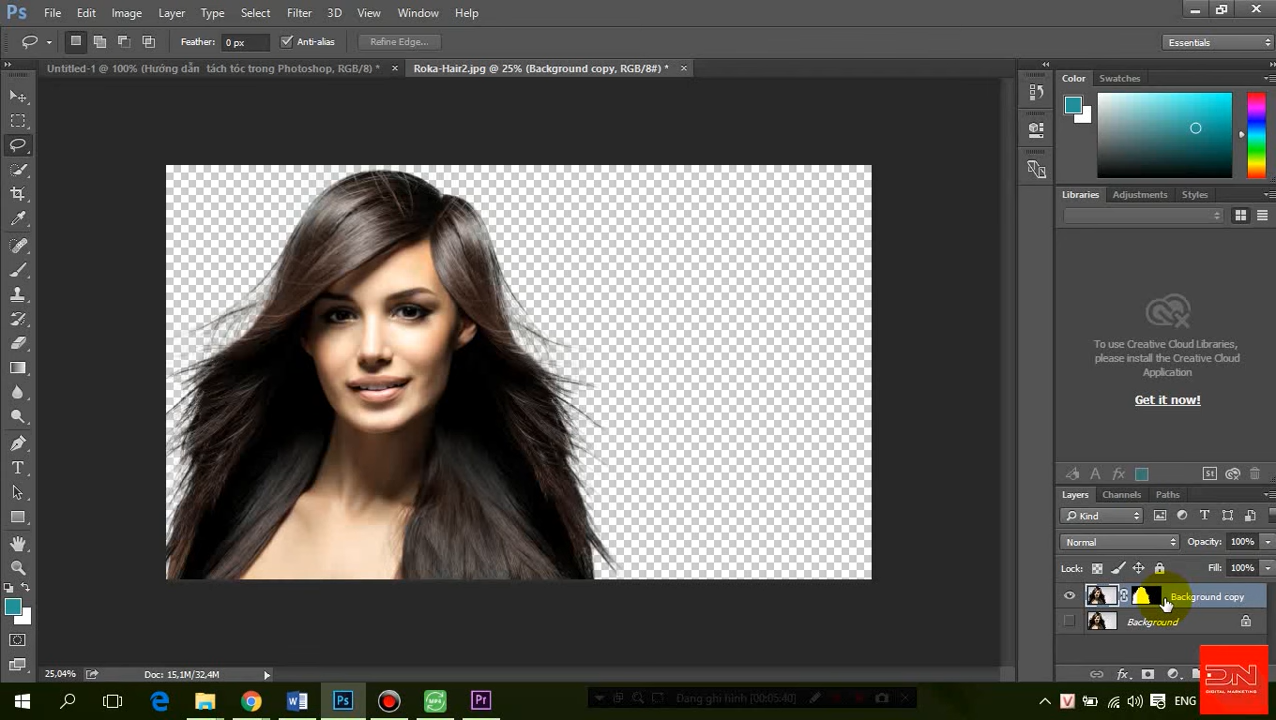 Ps File Edit Image Layer Type Select Filter 3D View Window Help
Feather: 0 px Anti-alias Refine Edge... Essentials
Untitled-1 @ 100% (Hướng dẫn tách tóc trong Photoshop, RGB/8) * × Roka-Hair2.jpg @ 25% (Background copy, RGB/8#) * ×
Color Swatches
Libraries Adjustments Styles
To use Creative Cloud Libraries,
please install the Creative Cloud
Application
Get it now!
Layers Channels Paths
Kind
Normal Opacity: 100%
Lock: Fill: 100%
Background copy
Background
25,04% Doc: 15,1M/32,4M
Đang ghi hình [00:05:40]
ENG
DN
DIGITAL MARKETING